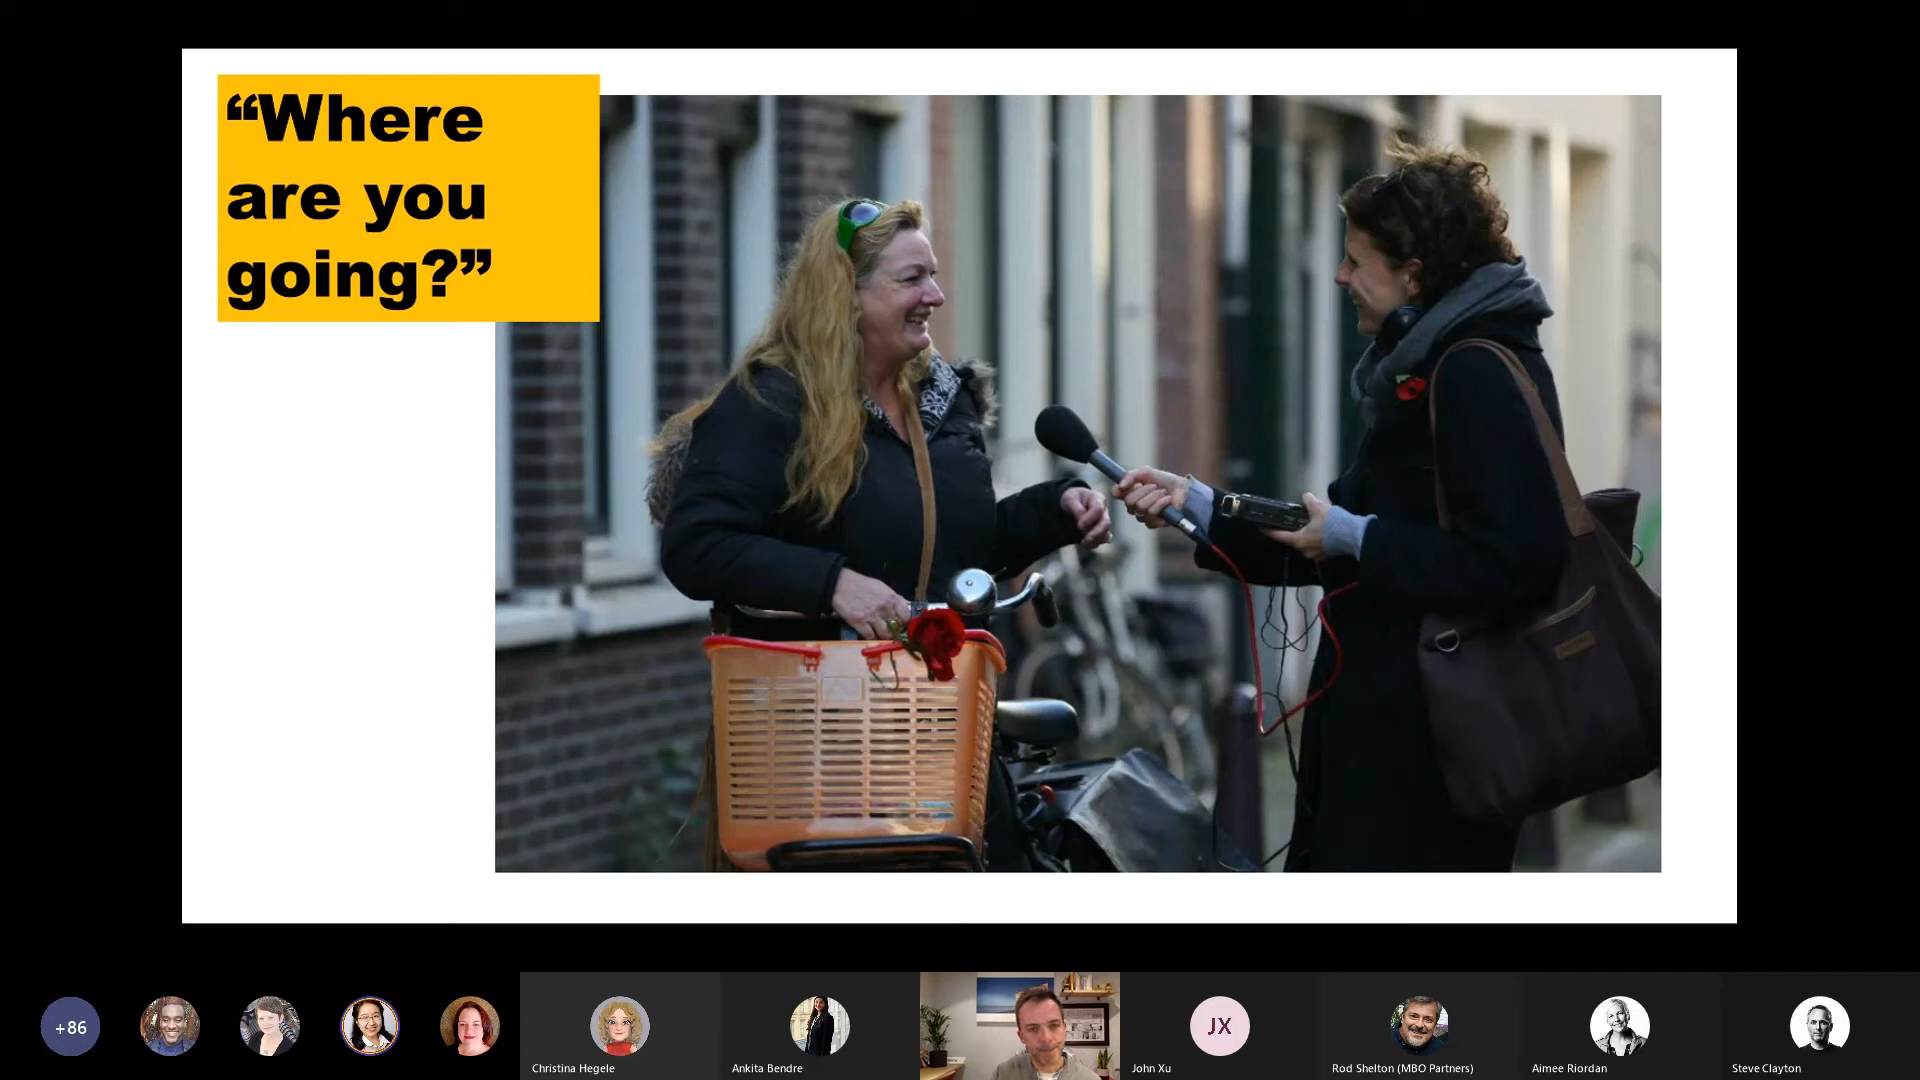 “Where
are you
going?”
+86
Christina Hegele
Ankita Bendre
John Xu
JX
Rod Shelton (MBO Partners)
Aimee Riordan
Steve Clayton